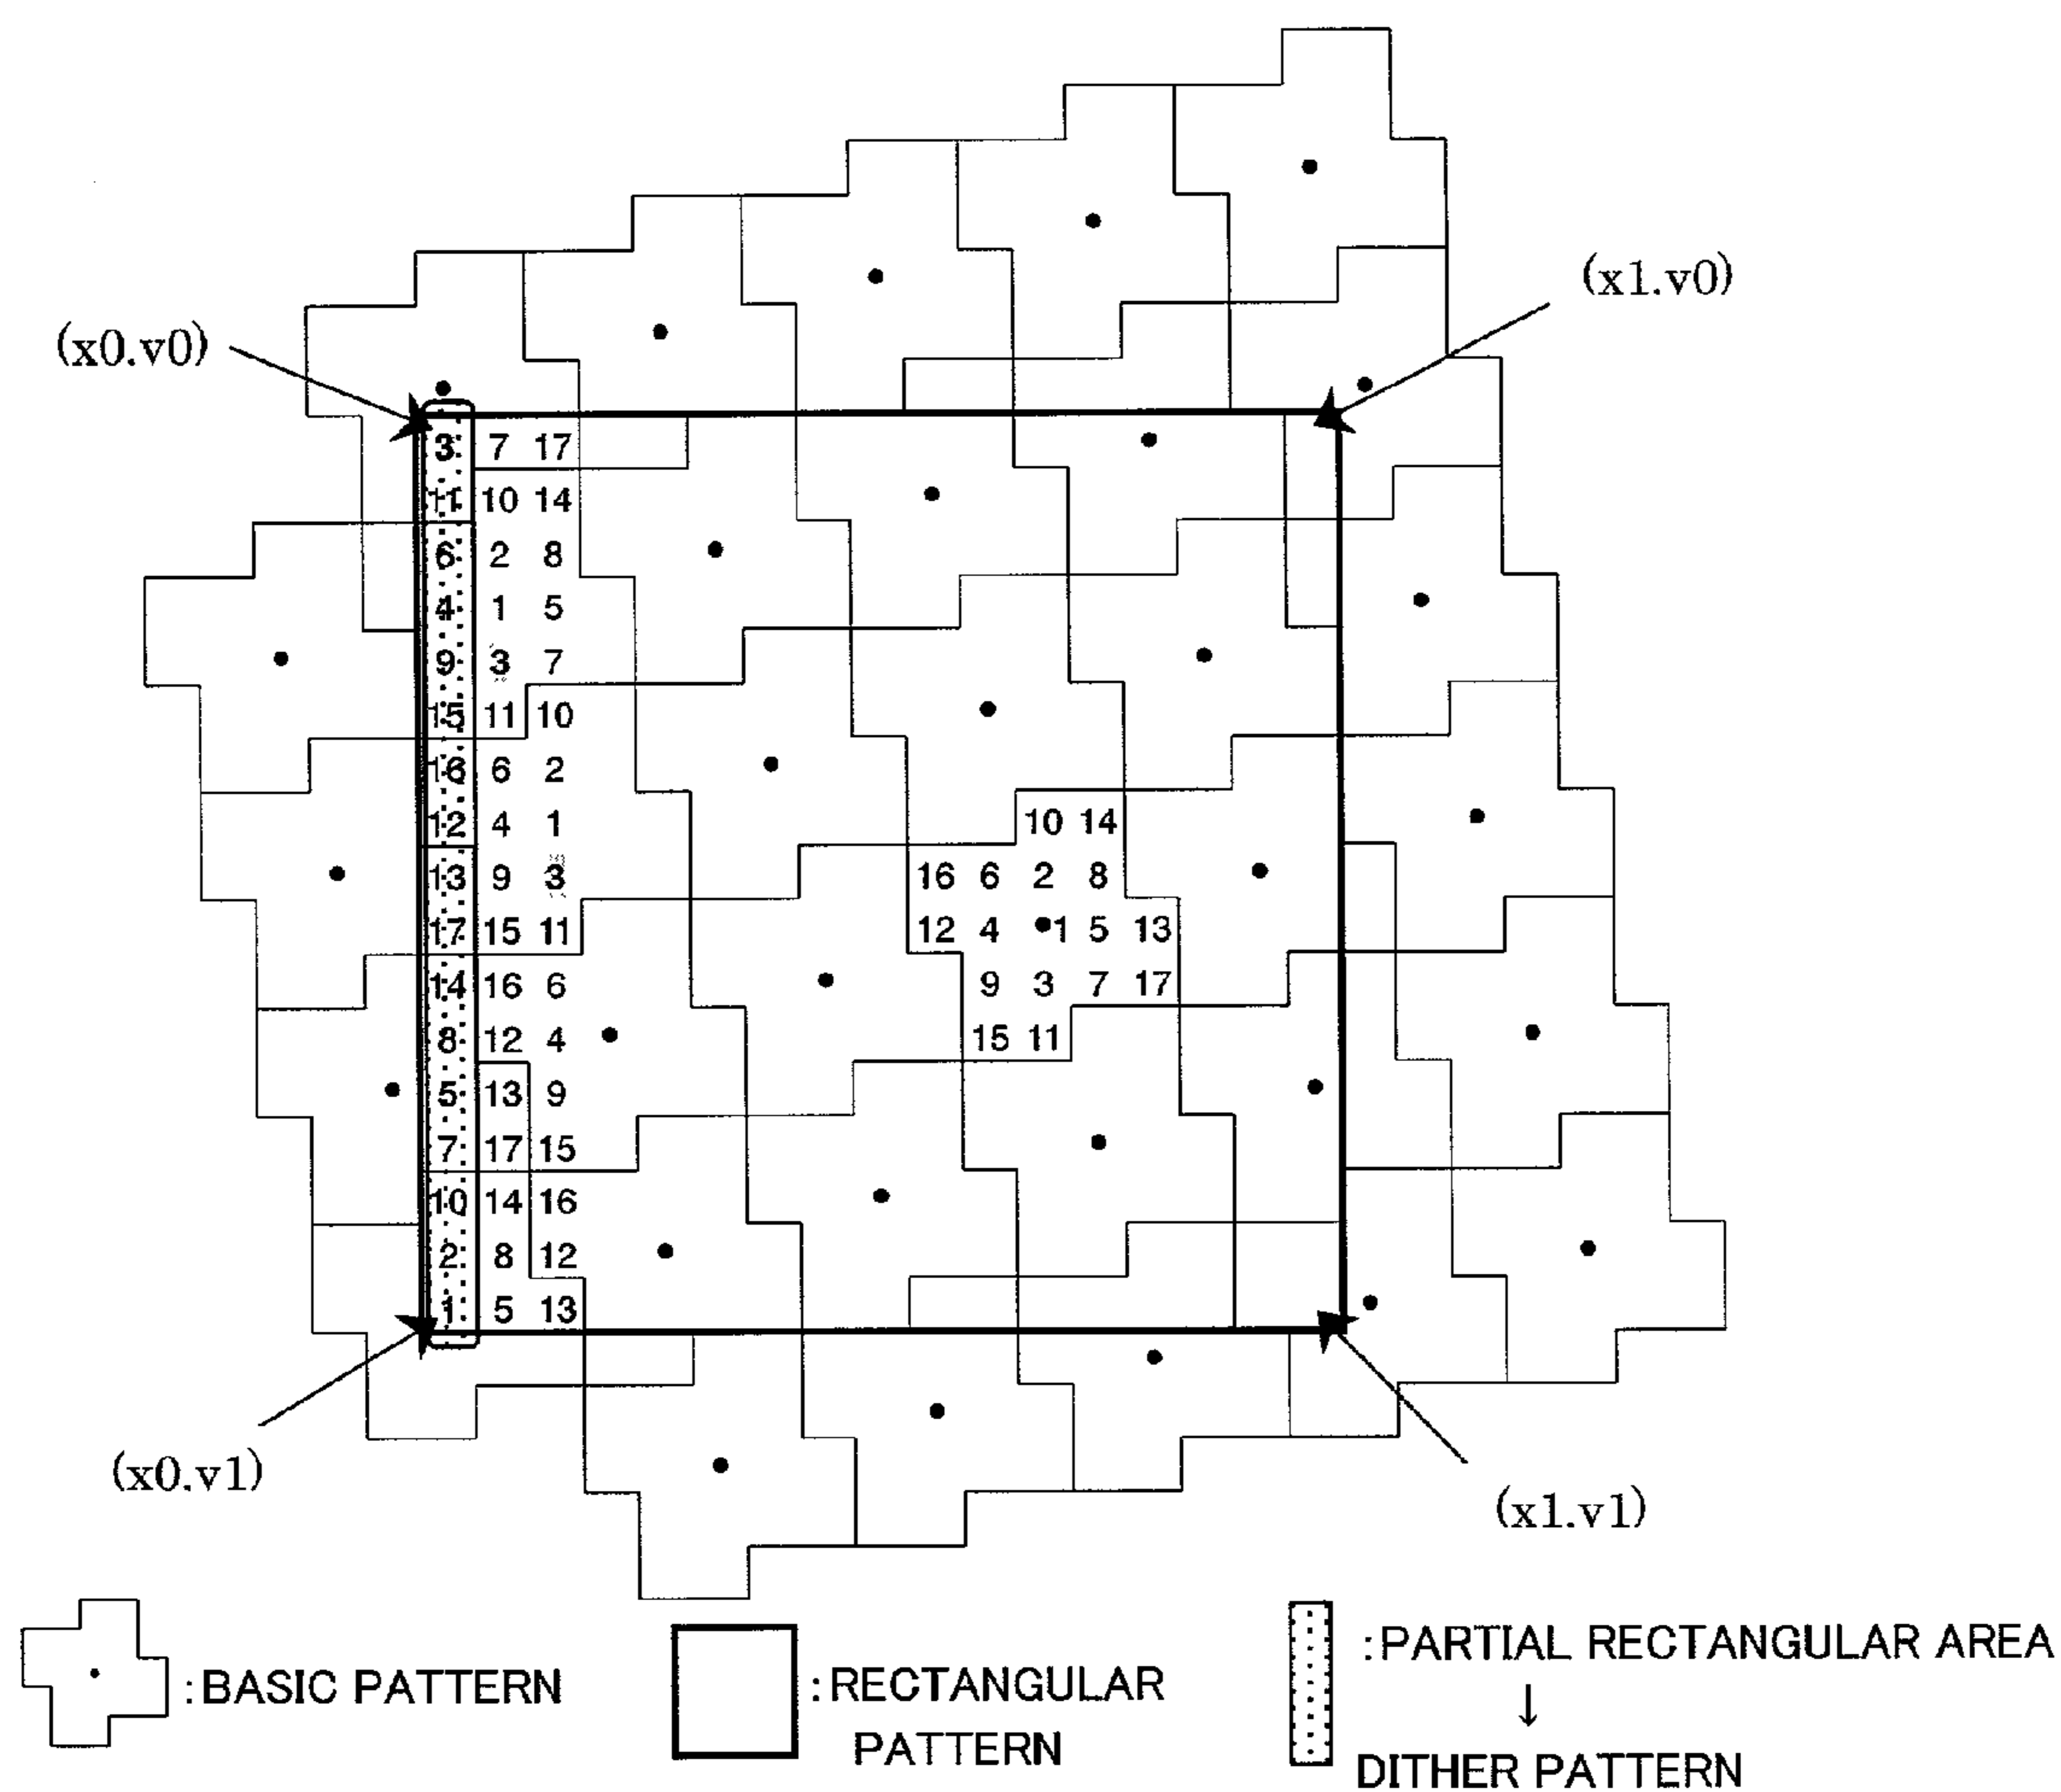 (x1.v0)
(x0.v0)
3 7 17
11 10 14
6 2 8
4 1 5
9 3 7
15 11 10
16 6 2
12 4 1 10 14
13 9 3 16 6 2 8
17 15 11 12 4 1 5 13
14 16 6 9 3 7 17
8 12 4 15 11
5 13 9
7 17 15
10 14 16
2 8 12
1 5 13
(x0.v1)
(x1.v1)
:BASIC PATTERN
:RECTANGULAR
PATTERN
:PARTIAL RECTANGULAR AREA
↓
DITHER PATTERN